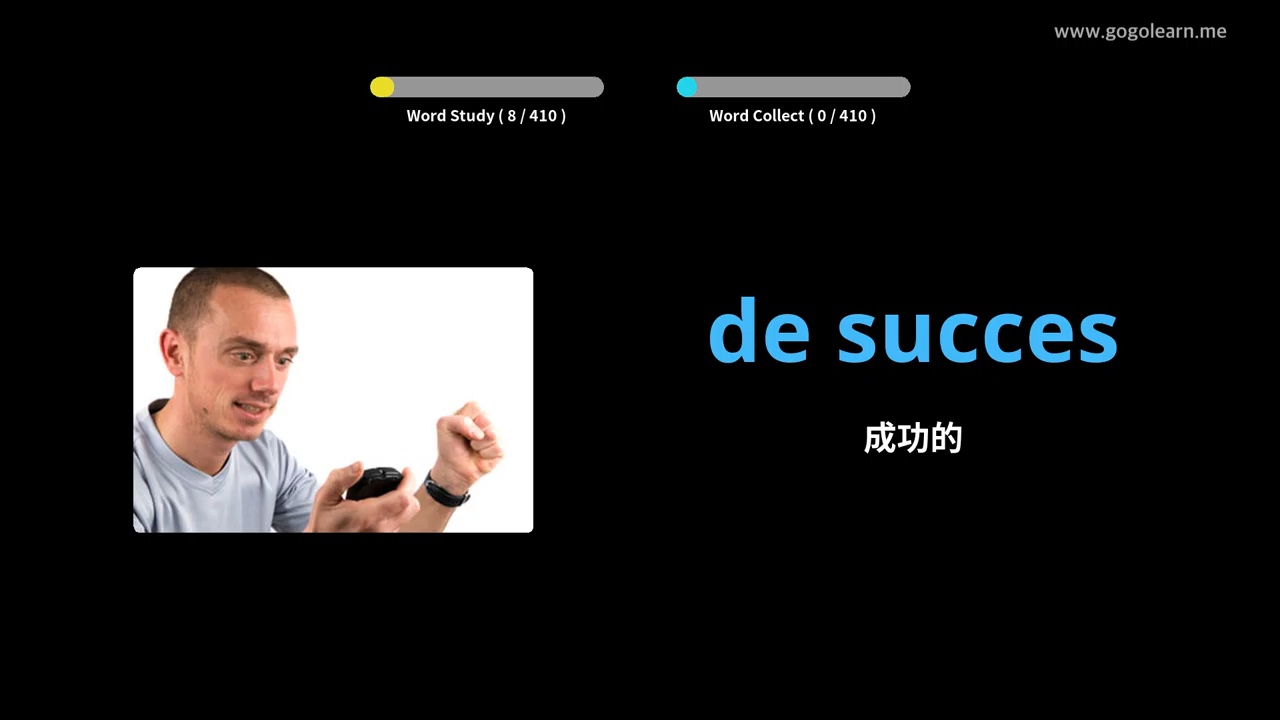 www.gogolearn.me
Word Study ( 8 / 410 )
Word Collect ( 0 / 410 )
de succes
成功的